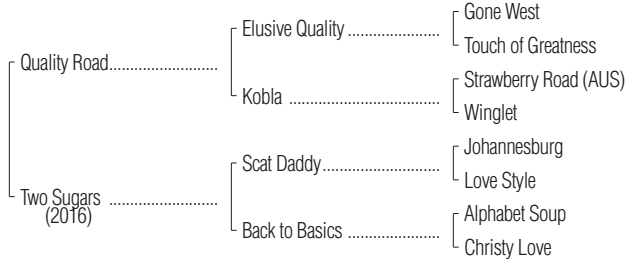 Gone West
Elusive Quality
Touch of Greatness
Quality Road
Strawberry Road (AUS)
Kobla
Winglet
Johannesburg
Scat Daddy
Love Style
Two Sugars
(2016)
Alphabet Soup
Back to Basics
Christy Love